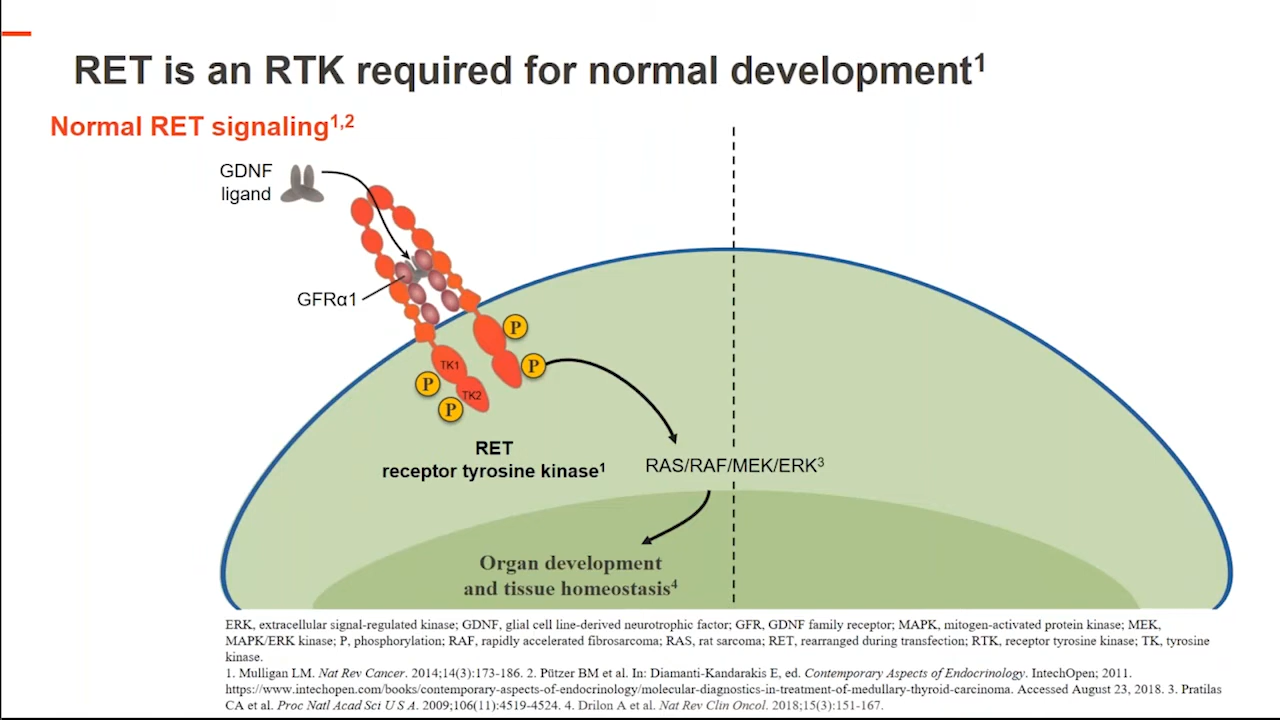 RET is an RTK required for normal development¹
Normal RET signaling¹,²
GDNF
ligand
GFRα1
P
P
TK1
P
TK2
P
RET
receptor tyrosine kinase¹
RAS/RAF/MEK/ERK³
Organ development
and tissue homeostasis⁴
ERK, extracellular signal-regulated kinase; GDNF, glial cell line-derived neurotrophic factor; GFR, GDNF family receptor; MAPK, mitogen-activated protein kinase; MEK,
MAPK/ERK kinase; P, phosphorylation; RAF, rapidly accelerated fibrosarcoma; RAS, rat sarcoma; RET, rearranged during transfection; RTK, receptor tyrosine kinase; TK, tyrosine
kinase.
1. Mulligan LM. Nat Rev Cancer. 2014;14(3):173-186. 2. Pützer BM et al. In: Diamanti-Kandarakis E, ed. Contemporary Aspects of Endocrinology. IntechOpen; 2011.
https://www.intechopen.com/books/contemporary-aspects-of-endocrinology/molecular-diagnostics-in-treatment-of-medullary-thyroid-carcinoma. Accessed August 23, 2018. 3. Pratilas
CA et al. Proc Natl Acad Sci U S A. 2009;106(11):4519-4524. 4. Drilon A et al. Nat Rev Clin Oncol. 2018;15(3):151-167.